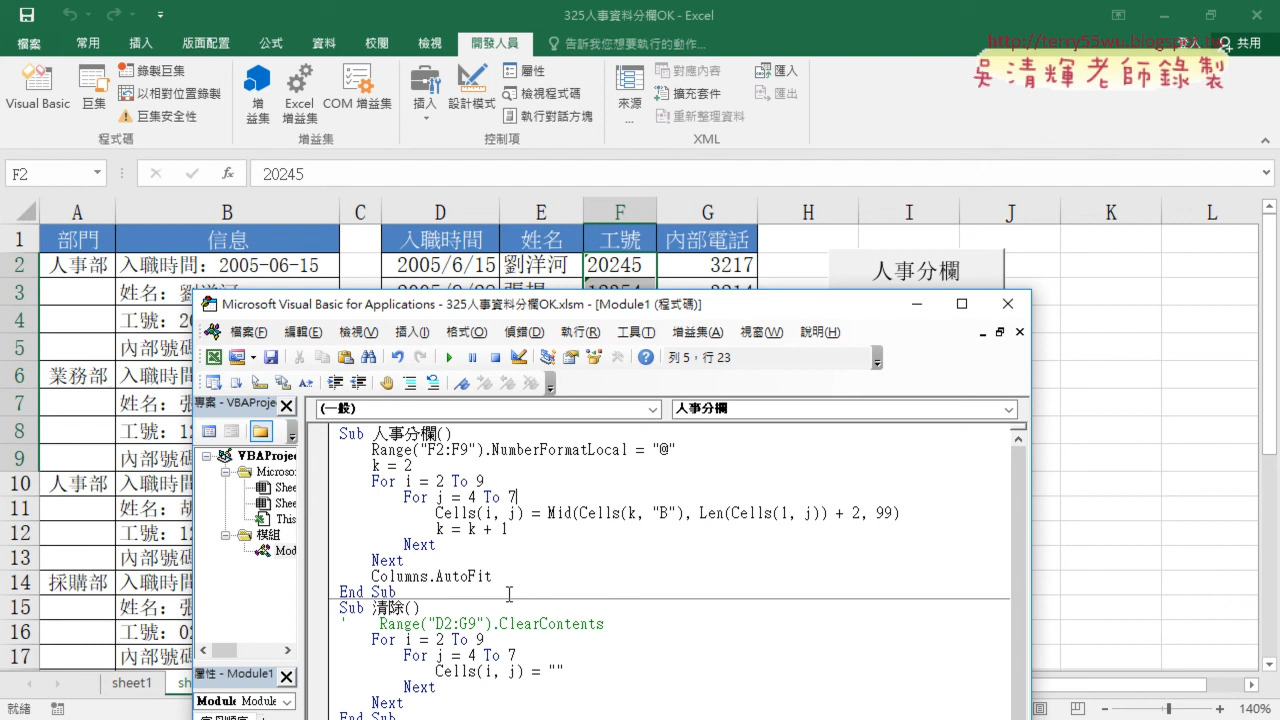 325人事資料分欄OK - Excel
檔案 常用 插入 版面配置 公式 資料 校閱 檢視 開發人員 告訴我您想要執行的動作... 登入 共用
http://terry55wu.blogspot.tw
吳清輝老師錄製
Visual Basic 巨集 錄製巨集 以相對位置錄製 巨集安全性 程式碼
增益集 Excel 增益集 COM 增益集 增益集
插入 設計模式 屬性 檢視程式碼 執行對話方塊 控制項
來源... 對應內容 擴充套件 重新整理資料 匯入 匯出 XML
F2 fx 20245
A B C D E F G H I J K L
1 部門 信息 入職時間 姓名 工號 內部電話
2 人事部 入職時間: 2005-06-15 2005/6/15 劉洋河 20245 3217 人事分欄
3 姓名:
4 工號: 20
5 內部號碼
6 業務部 入職時間
7 姓名: 張
8 工號: 12
9 內部號碼
10 人事部 入職時間
11 姓名: 胡
12 工號: 12
13 內部號碼
14 採購部 入職時間
15 姓名: 張
16 工號: 02
17 內部號碼
Microsoft Visual Basic for Applications - 325人事資料分欄OK.xlsm - [Module1 (程式碼)]
檔案(F) 編輯(E) 檢視(V) 插入(I) 格式(O) 偵錯(D) 執行(R) 工具(T) 增益集(A) 視窗(W) 說明(H)
列 5，行 23
專案 - VBAProje
(一般) 人事分欄
VBAProje
Microso
Shee
Shee
This
模組
Mod
屬性 - Module1
Module Module
Sub 人事分欄()
Range("F2:F9").NumberFormatLocal = "@"
k = 2
For i = 2 To 9
For j = 4 To 7
Cells(i, j) = Mid(Cells(k, "B"), Len(Cells(1, j)) + 2, 99)
k = k + 1
Next
Next
Columns.AutoFit
End Sub
Sub 清除()
' Range("D2:G9").ClearContents
For i = 2 To 9
For j = 4 To 7
Cells(i, j) = ""
Next
Next
End Sub
sheet1 sh
就緒 140%